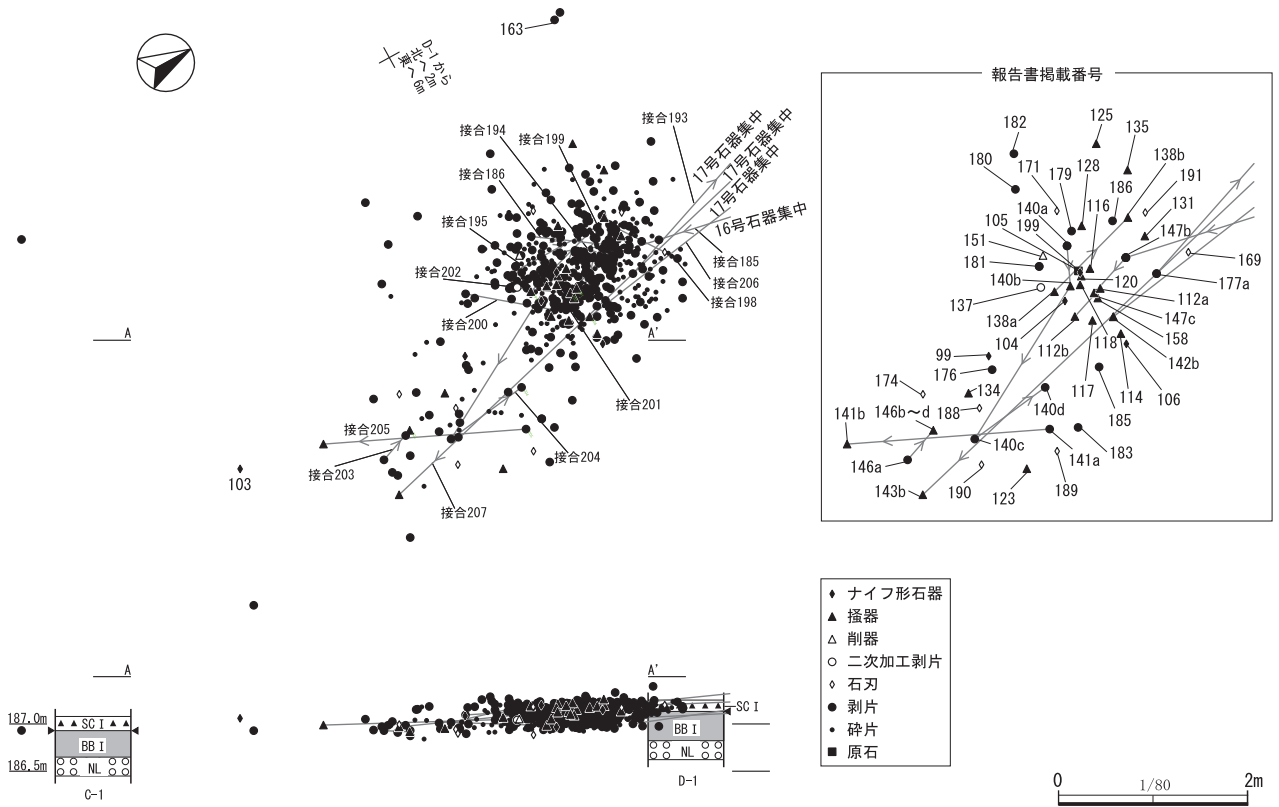 163
D-1から
北へ2m
東へ6m
接合193
接合194
接合199
接合186
接合195
接合202
接合200
17号石器集中
17号石器集中
17号石器集中
16号石器集中
接合185
接合206
接合198
接合201
A
A'
接合205
接合203
接合204
接合207
103
報告書掲載番号
125
182
135
180
171
179
128
138b
186
191
140a
116
131
105
199
147b
151
181
169
140b
120
177a
137
112a
138a
147c
104
158
112b
118
142b
99
176
117
114
106
174
134
185
141b
146b～d
188
140d
140c
183
146a
141a
143b
190
123
189
A
A'
187.0m
SCⅠ
BBⅠ
NL
186.5m
C-1
SCⅠ
BBⅠ
NL
D-1
ナイフ形石器
掻器
削器
二次加工剥片
石刃
剥片
砕片
原石
0
1/80
2m